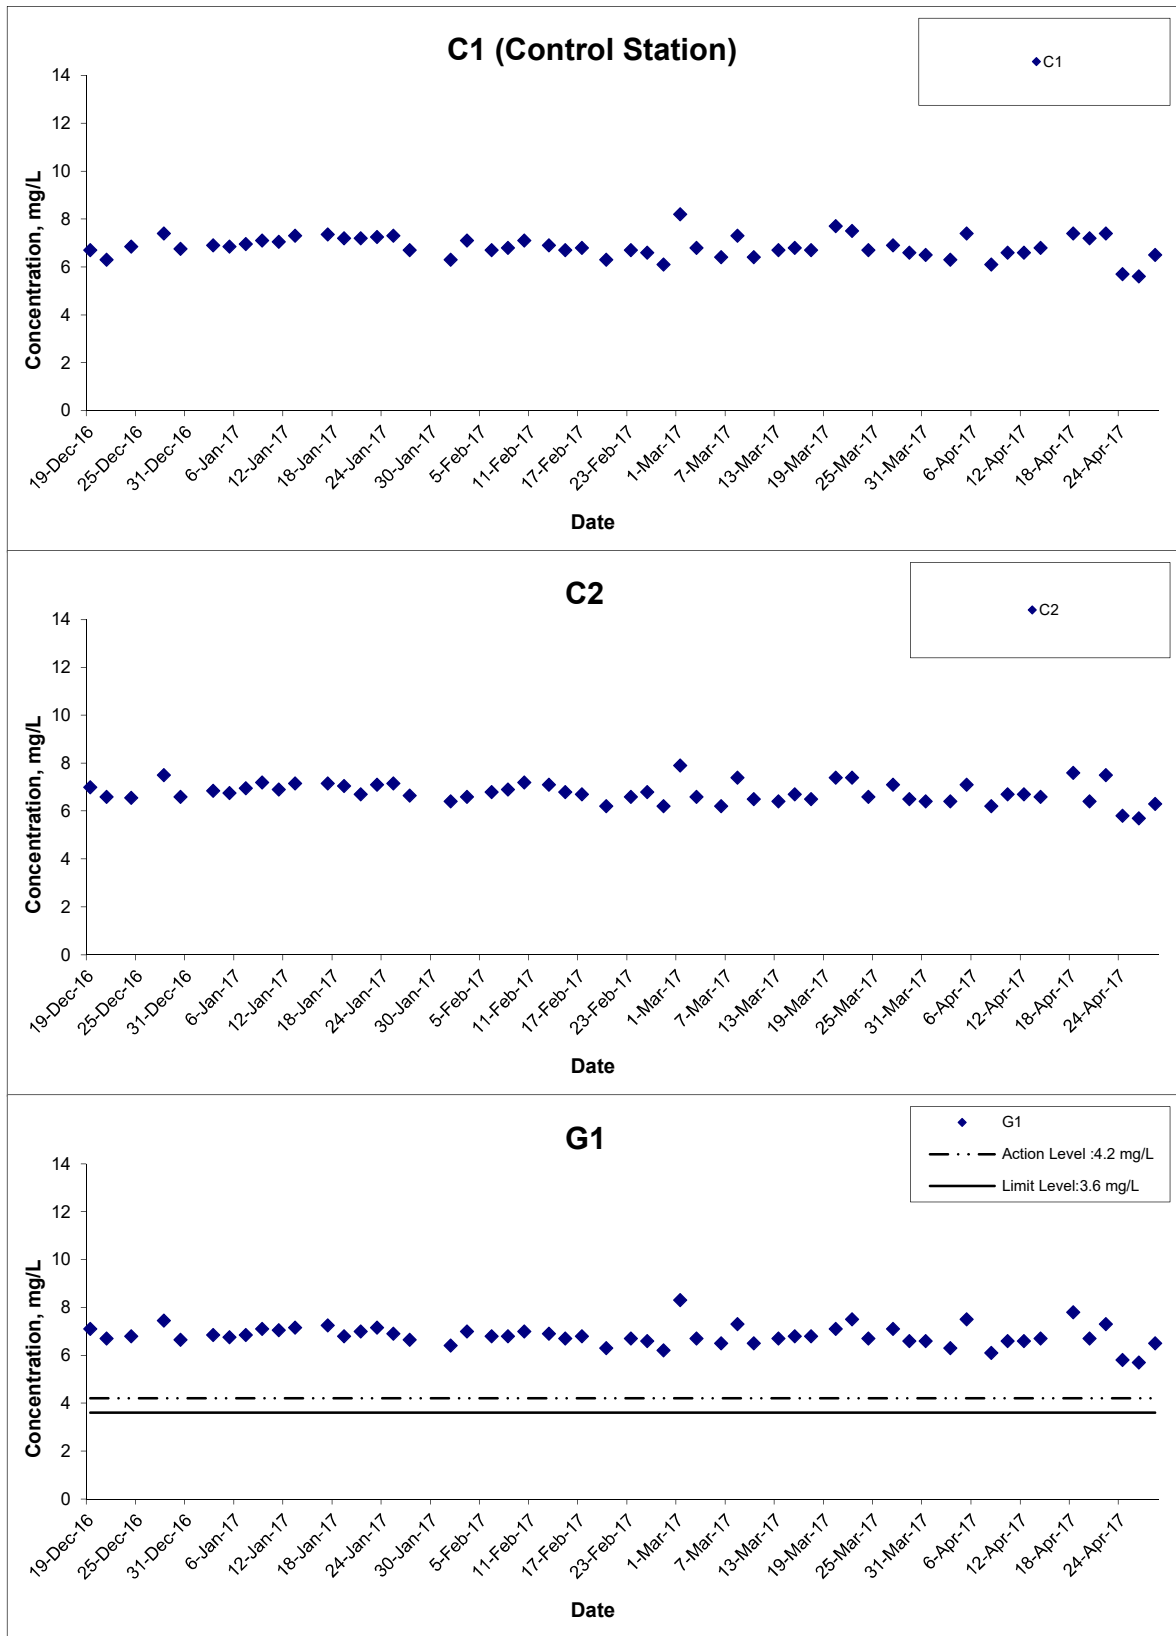 C1 (Control Station)
C1
14
12
10
8
6
4
2
0
Concentration, mg/L
19-Dec-16
25-Dec-16
31-Dec-16
6-Jan-17
12-Jan-17
18-Jan-17
24-Jan-17
30-Jan-17
5-Feb-17
11-Feb-17
17-Feb-17
23-Feb-17
1-Mar-17
7-Mar-17
13-Mar-17
19-Mar-17
25-Mar-17
31-Mar-17
6-Apr-17
12-Apr-17
18-Apr-17
24-Apr-17
Date
C2
C2
14
12
10
8
6
4
2
0
Concentration, mg/L
19-Dec-16
25-Dec-16
31-Dec-16
6-Jan-17
12-Jan-17
18-Jan-17
24-Jan-17
30-Jan-17
5-Feb-17
11-Feb-17
17-Feb-17
23-Feb-17
1-Mar-17
7-Mar-17
13-Mar-17
19-Mar-17
25-Mar-17
31-Mar-17
6-Apr-17
12-Apr-17
18-Apr-17
24-Apr-17
Date
G1
G1
Action Level :4.2 mg/L
Limit Level:3.6 mg/L
14
12
10
8
6
4
2
0
Concentration, mg/L
19-Dec-16
25-Dec-16
31-Dec-16
6-Jan-17
12-Jan-17
18-Jan-17
24-Jan-17
30-Jan-17
5-Feb-17
11-Feb-17
17-Feb-17
23-Feb-17
1-Mar-17
7-Mar-17
13-Mar-17
19-Mar-17
25-Mar-17
31-Mar-17
6-Apr-17
12-Apr-17
18-Apr-17
24-Apr-17
Date